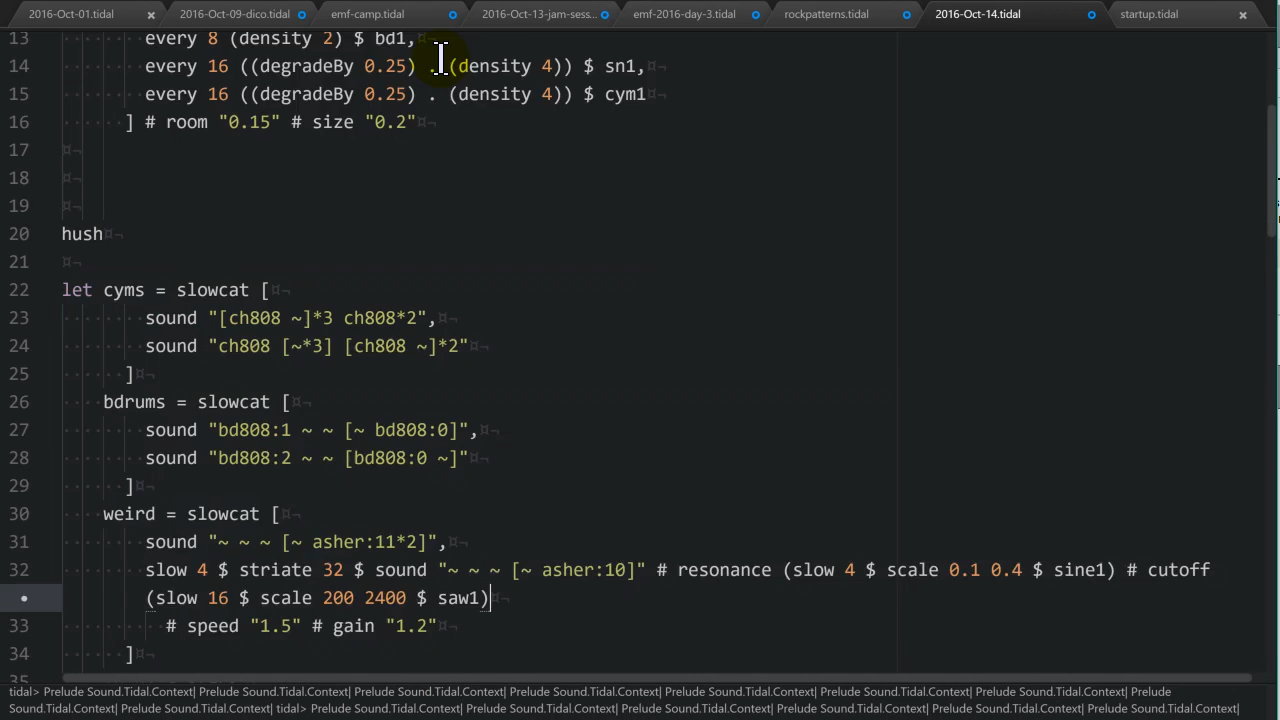 2016-Oct-01.tidal 2016-Oct-09-dico.tidal emf-camp.tidal 2016-Oct-13-jam-sess... emf-2016-day-3.tidal rockpatterns.tidal 2016-Oct-14.tidal startup.tidal
13 every 8 (density 2) $ bd1,
14 every 16 ((degradeBy 0.25) . (density 4)) $ sn1,
15 every 16 ((degradeBy 0.25) . (density 4)) $ cym1
16 ] # room "0.15" # size "0.2"
17
18
19
20 hush
21
22 let cyms = slowcat [
23 sound "[ch808 ~]*3 ch808*2",
24 sound "ch808 [~*3] [ch808 ~]*2"
25 ]
26 bdrums = slowcat [
27 sound "bd808:1 ~ ~ [~ bd808:0]",
28 sound "bd808:2 ~ ~ [bd808:0 ~]"
29 ]
30 weird = slowcat [
31 sound "~ ~ ~ [~ asher:11*2]",
32 slow 4 $ striate 32 $ sound "~ ~ ~ [~ asher:10]" # resonance (slow 4 $ scale 0.1 0.4 $ sine1) # cutoff
• (slow 16 $ scale 200 2400 $ saw1)
33 # speed "1.5" # gain "1.2"
34 ]
tidal> Prelude Sound.Tidal.Context| Prelude Sound.Tidal.Context| Prelude Sound.Tidal.Context| Prelude Sound.Tidal.Context| Prelude Sound.Tidal.Context| Prelude Sound.Tidal.Context| Prelude Sound.Tidal.Context| Prelude
Sound.Tidal.Context| Prelude Sound.Tidal.Context| tidal> Prelude Sound.Tidal.Context| Prelude Sound.Tidal.Context| Prelude Sound.Tidal.Context| Prelude Sound.Tidal.Context| Prelude Sound.Tidal.Context| Prelude Sound.Tidal.Context|